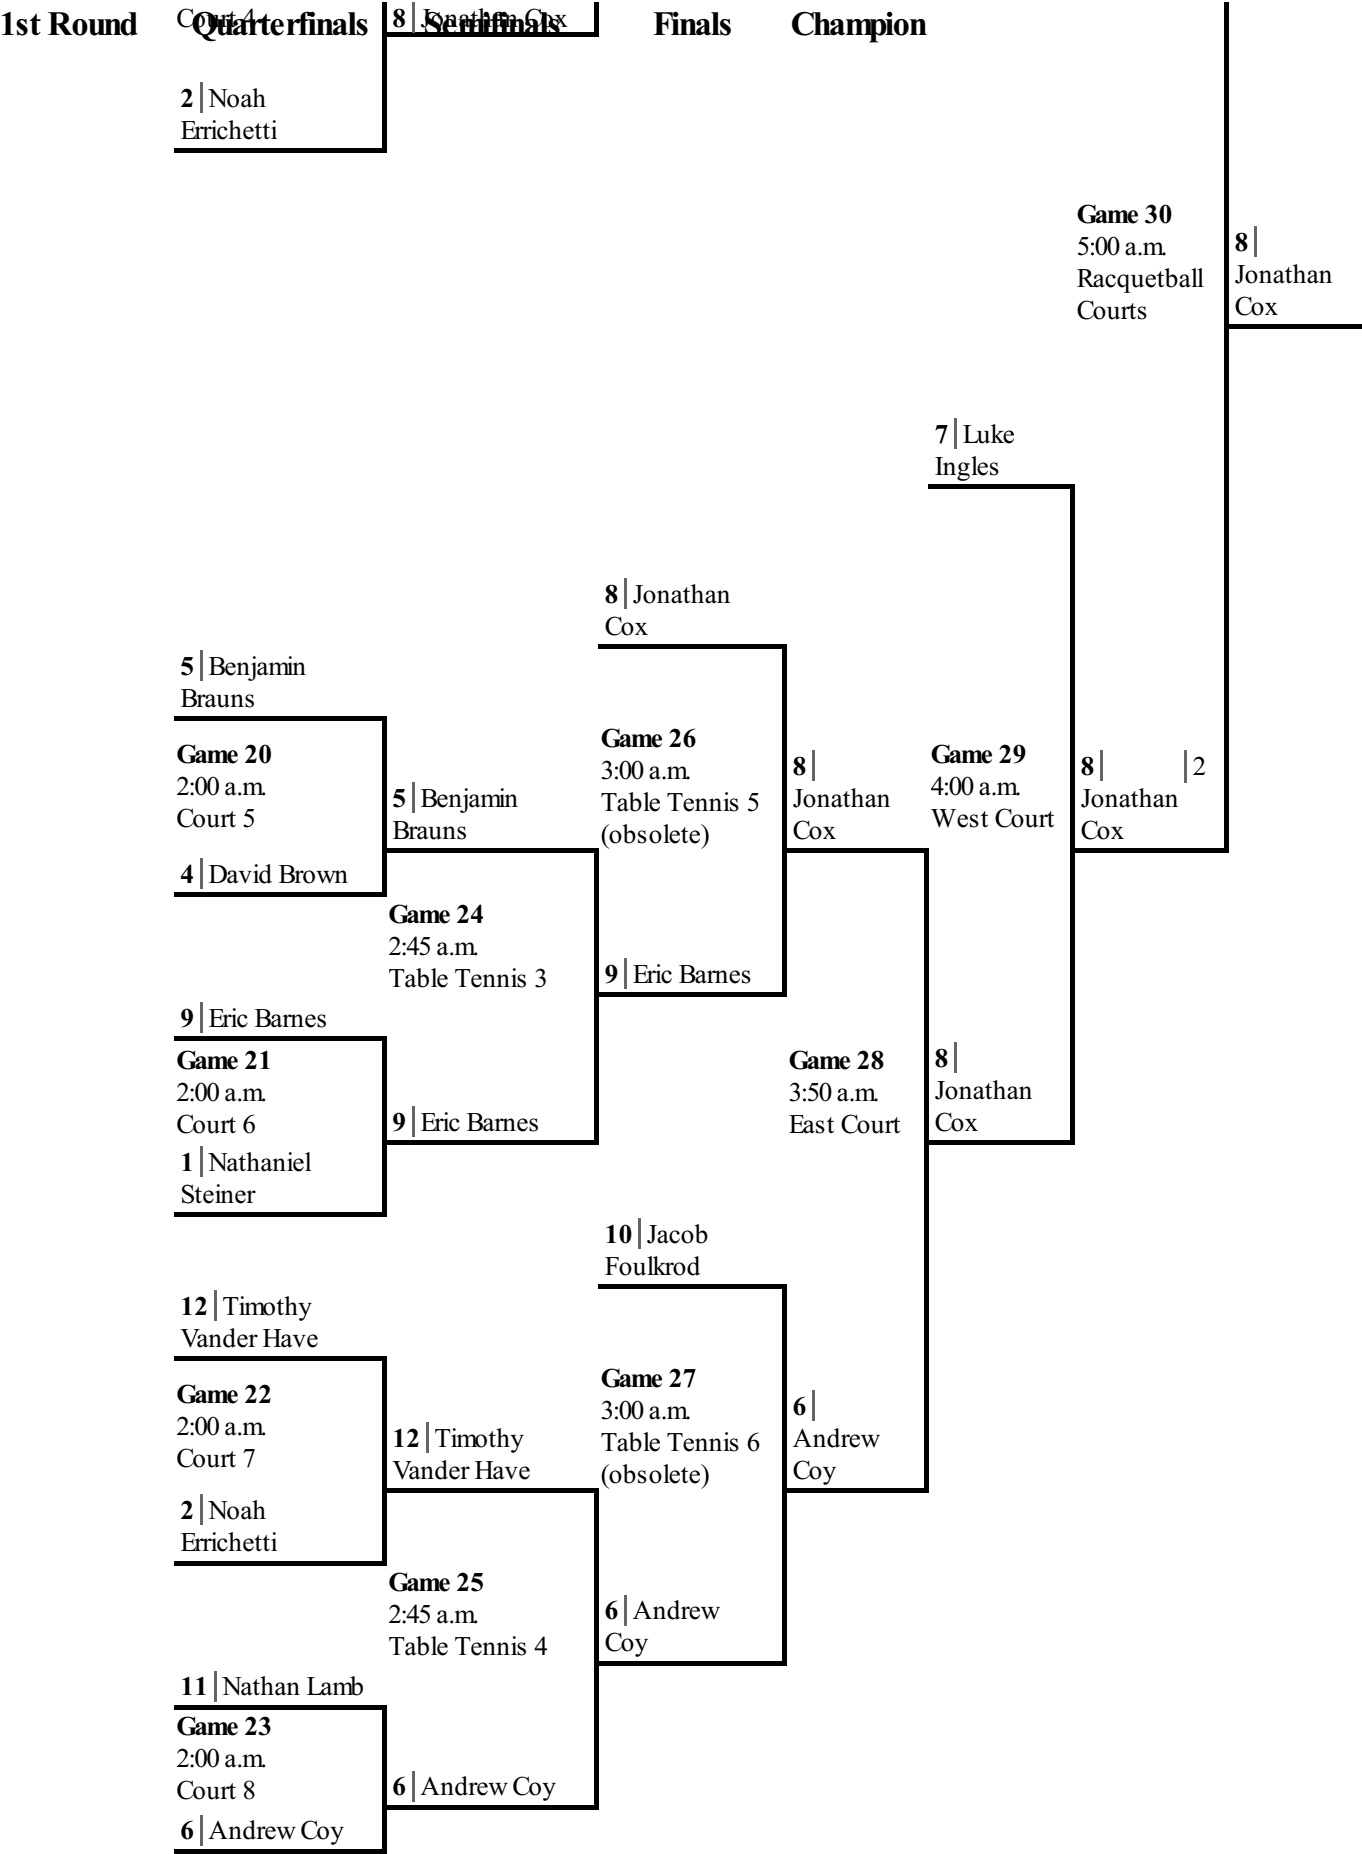 1st Round Quarterfinals Semifinals Finals Champion
Court 4
8 Jonathan Cox
2 Noah
Errichetti
Game 30
5:00 a.m.
Racquetball
Courts
8
Jonathan
Cox
7 Luke
Ingles
8 Jonathan
Cox
5 Benjamin
Brauns
Game 20
2:00 a.m.
Court 5
5 Benjamin
Brauns
4 David Brown
Game 26
3:00 a.m.
Table Tennis 5
(obsolete)
8
Jonathan
Cox
Game 29
4:00 a.m.
West Court
8 2
Jonathan
Cox
Game 24
2:45 a.m.
Table Tennis 3
9 Eric Barnes
9 Eric Barnes
Game 21
2:00 a.m.
Court 6
9 Eric Barnes
1 Nathaniel
Steiner
Game 28
3:50 a.m.
East Court
8
Jonathan
Cox
10 Jacob
Foulkrod
12 Timothy
Vander Have
Game 22
2:00 a.m.
Court 7
12 Timothy
Vander Have
2 Noah
Errichetti
Game 27
3:00 a.m.
Table Tennis 6
(obsolete)
6
Andrew
Coy
Game 25
2:45 a.m.
Table Tennis 4
6 Andrew
Coy
11 Nathan Lamb
Game 23
2:00 a.m.
Court 8
6 Andrew Coy
6 Andrew Coy